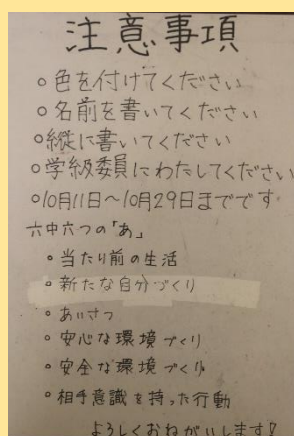 注意事項
○色を付けてください
○名前を書いてください
○縦に書いてください
○学級委員にわたしてください
○10月11日～10月29日までです
六中六つの「あ」
• 当たり前の生活
• 新たな自分づくり
• あいさつ
• 安心な環境づくり
• 安全な環境づくり
• 相手意識を持った行動
よろしくおねがいします!